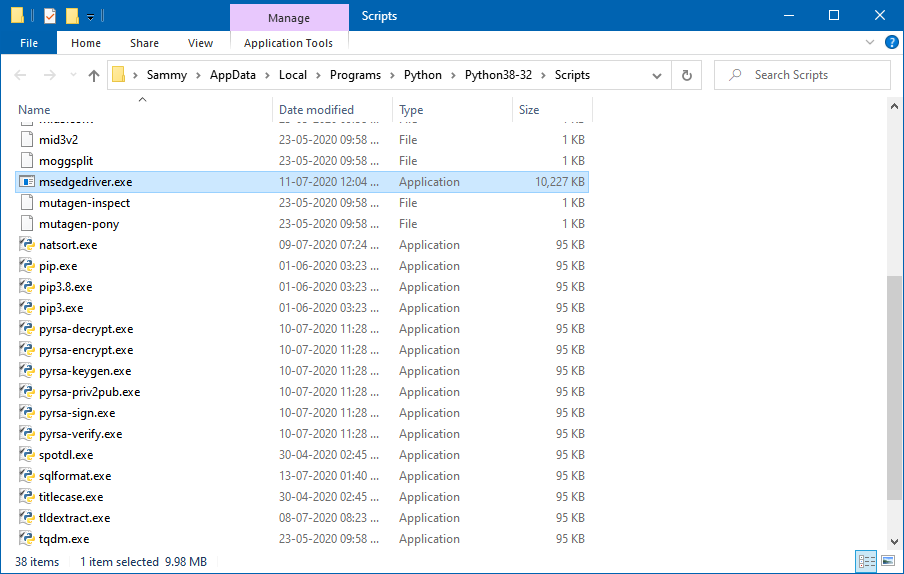 Manage Scripts
File Home Share View Application Tools
Sammy AppData Local Programs Python Python38-32 Scripts Search Scripts
Name Date modified Type Size
mid3v2 23-05-2020 09:58 ... File 1 KB
moggsplit 23-05-2020 09:58 ... File 1 KB
msedgedriver.exe 11-07-2020 12:04 ... Application 10,227 KB
mutagen-inspect 23-05-2020 09:58 ... File 1 KB
mutagen-pony 23-05-2020 09:58 ... File 1 KB
natsort.exe 09-07-2020 07:24 ... Application 95 KB
pip.exe 01-06-2020 03:23 ... Application 95 KB
pip3.8.exe 01-06-2020 03:23 ... Application 95 KB
pip3.exe 01-06-2020 03:23 ... Application 95 KB
pyrsa-decrypt.exe 10-07-2020 11:28 ... Application 95 KB
pyrsa-encrypt.exe 10-07-2020 11:28 ... Application 95 KB
pyrsa-keygen.exe 10-07-2020 11:28 ... Application 95 KB
pyrsa-priv2pub.exe 10-07-2020 11:28 ... Application 95 KB
pyrsa-sign.exe 10-07-2020 11:28 ... Application 95 KB
pyrsa-verify.exe 10-07-2020 11:28 ... Application 95 KB
spotdl.exe 30-04-2020 02:45 ... Application 95 KB
sqlformat.exe 13-07-2020 01:40 ... Application 95 KB
titlecase.exe 30-04-2020 02:45 ... Application 95 KB
tldextract.exe 08-07-2020 08:23 ... Application 95 KB
tqdm.exe 23-05-2020 09:58 ... Application 95 KB
38 items 1 item selected 9.98 MB